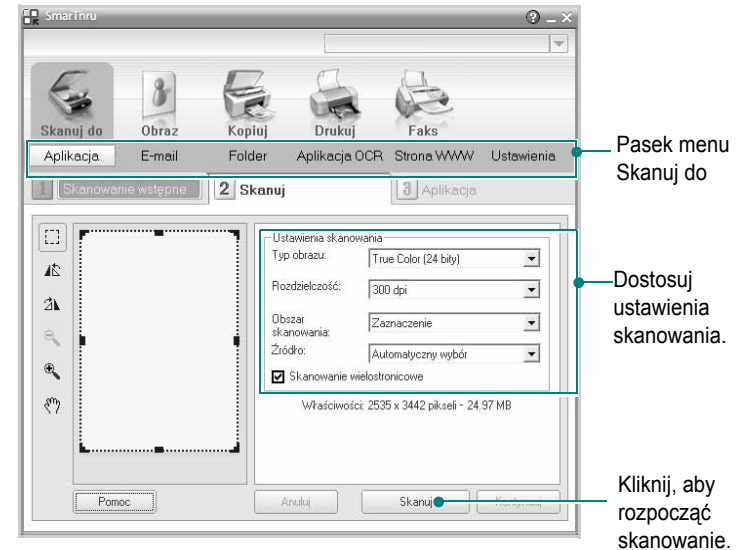 SmarThru
Skanuj do
Obraz
Kopiuj
Drukuj
Faks
Aplikacja E-mail Folder Aplikacja OCR Strona WWW Ustawienia
Pasek menu
Skanuj do
1 Skanowanie wstępne 2 Skanuj 3 Aplikacja
Ustawienia skanowania
Typ obrazu: True Color (24 bity)
Rozdzielczość: 300 dpi
Obszar
skanowania: Zaznaczenie
Źródło: Automatyczny wybór
Skanowanie wielostronicowe
Właściwości: 2535 x 3442 pikseli - 24.97 MB
Dostosuj
ustawienia
skanowania.
Pomoc Anuluj Skanuj
Kliknij, aby
rozpocząć
skanowanie.